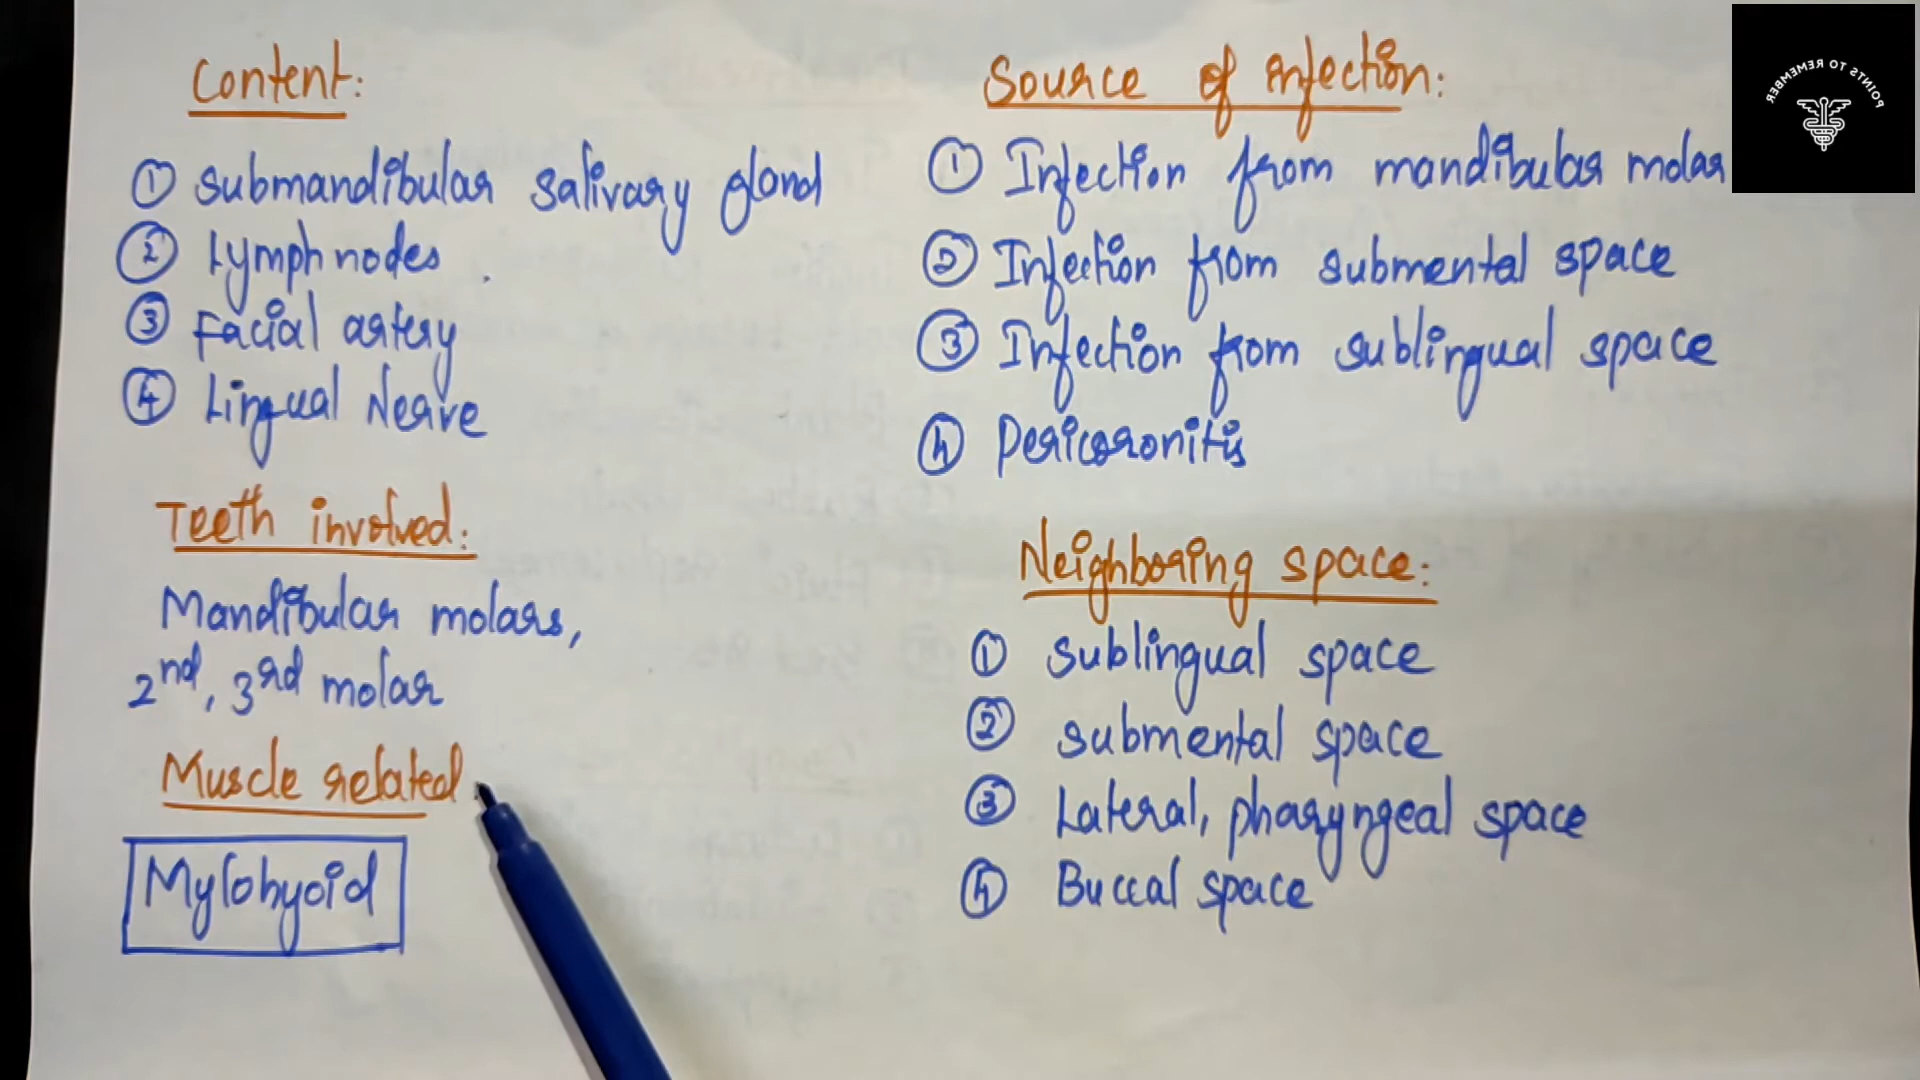 Content:
① Submandibular Salivary gland
② Lymph nodes.
③ Facial artery
④ Lingual Nerve
Teeth involved:
Mandibular molars,
2nd, 3rd molar
Muscle related:
Mylohyoid
Source of infection:
① Infection from mandibular molar
② Infection from submental space
③ Infection from sublingual space
④ Pericoronitis
Neighboring space:
① sublingual space
② submental space
③ Lateral, pharyngeal space
④ Buccal space
POINTS TO REMEMBER